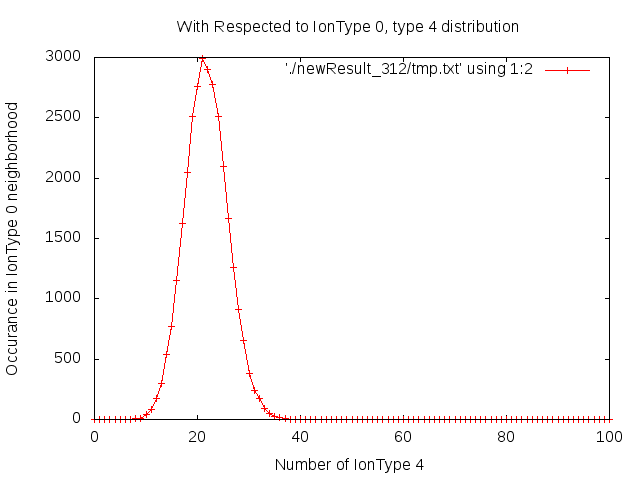 With Respected to IonType 0, type 4 distribution
'./newResult_312/tmp.txt' using 1:2
Occurance in IonType 0 neighborhood
3000
2500
2000
1500
1000
500
0
0 20 40 60 80 100
Number of IonType 4